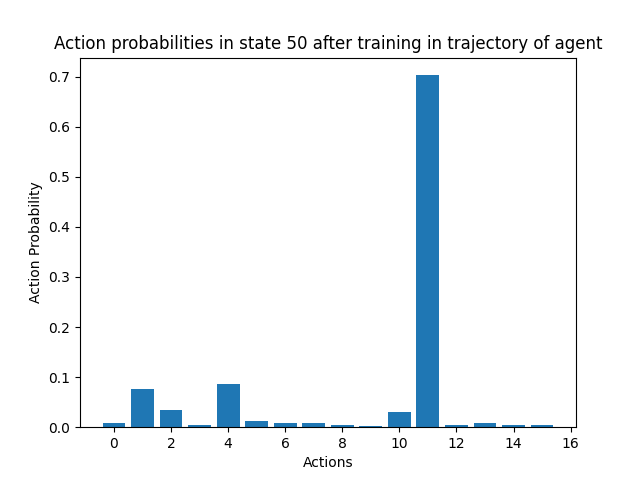 Action probabilities in state 50 after training in trajectory of agent
0.7
0.6
0.5
0.4
0.3
0.2
0.1
0.0
Action Probability
0 2 4 6 8 10 12 14 16
Actions